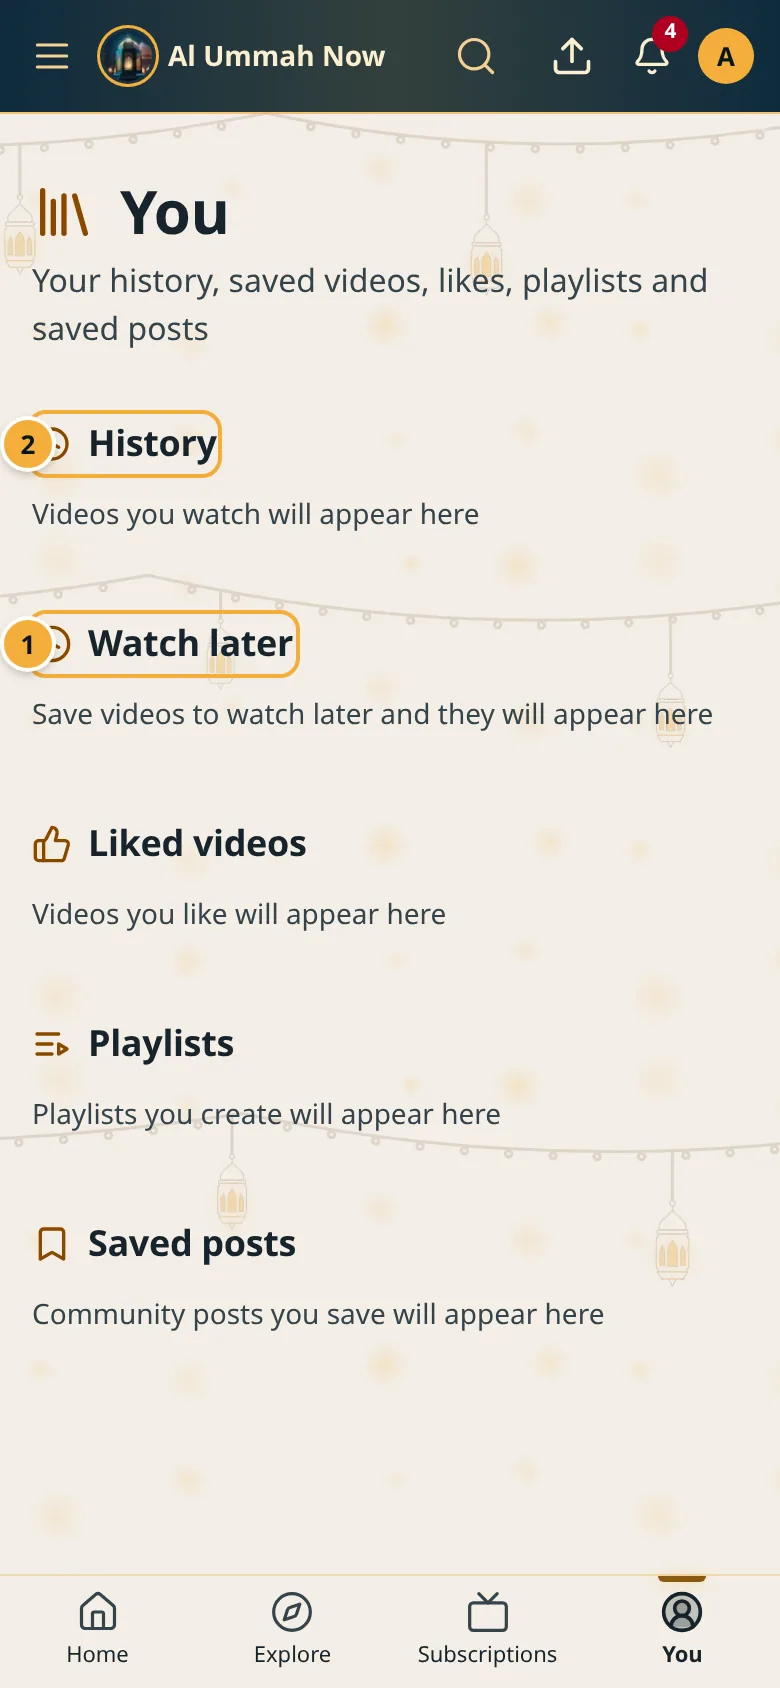 Al Ummah Now
4
A
You
Your history, saved videos, likes, playlists and
saved posts
2
History
Videos you watch will appear here
1
Watch later
Save videos to watch later and they will appear here
Liked videos
Videos you like will appear here
Playlists
Playlists you create will appear here
Saved posts
Community posts you save will appear here
Home
Explore
Subscriptions
You